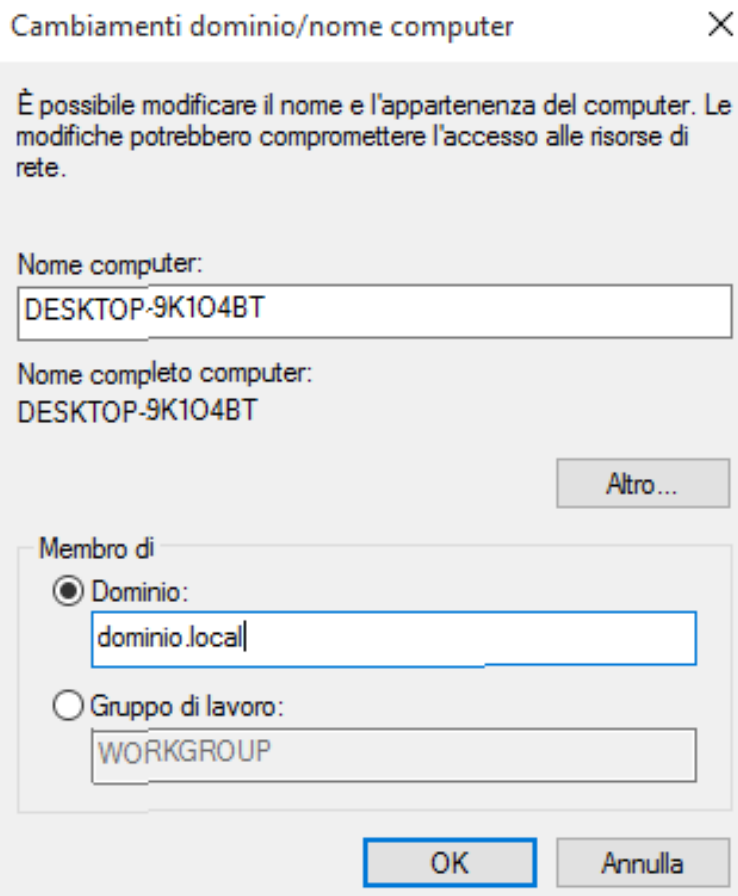 Cambiamenti dominio/nome computer
È possibile modificare il nome e l'appartenenza del computer. Le
modifiche potrebbero compromettere l'accesso alle risorse di
rete.
Nome computer:
DESKTOP-9K1O4BT
Nome completo computer:
DESKTOP-9K1O4BT
Altro...
Membro di
Dominio:
dominio.local
Gruppo di lavoro:
WORKGROUP
OK
Annulla